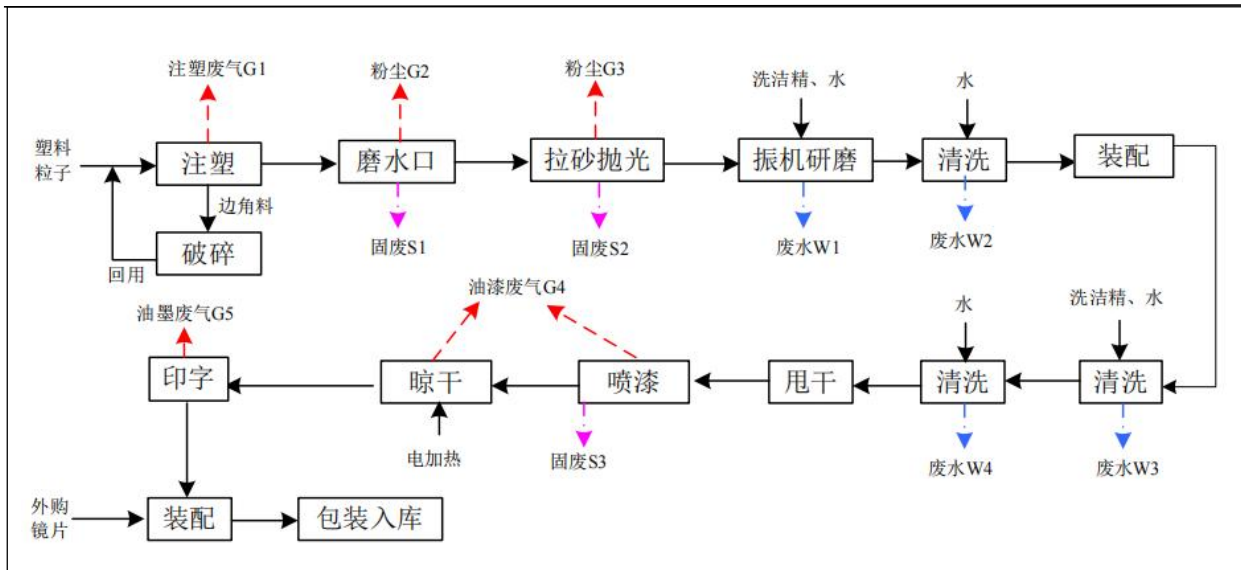 注塑废气G1
粉尘G2
粉尘G3
洗洁精、水
水
塑料
粒子
注塑
磨水口
拉砂抛光
振机研磨
清洗
装配
边角料
破碎
回用
固废S1
固废S2
废水W1
废水W2
油墨废气G5
油漆废气G4
水
洗洁精、水
印字
晾干
喷漆
甩干
清洗
清洗
电加热
固废S3
废水W4
废水W3
外购
镜片
装配
包装入库